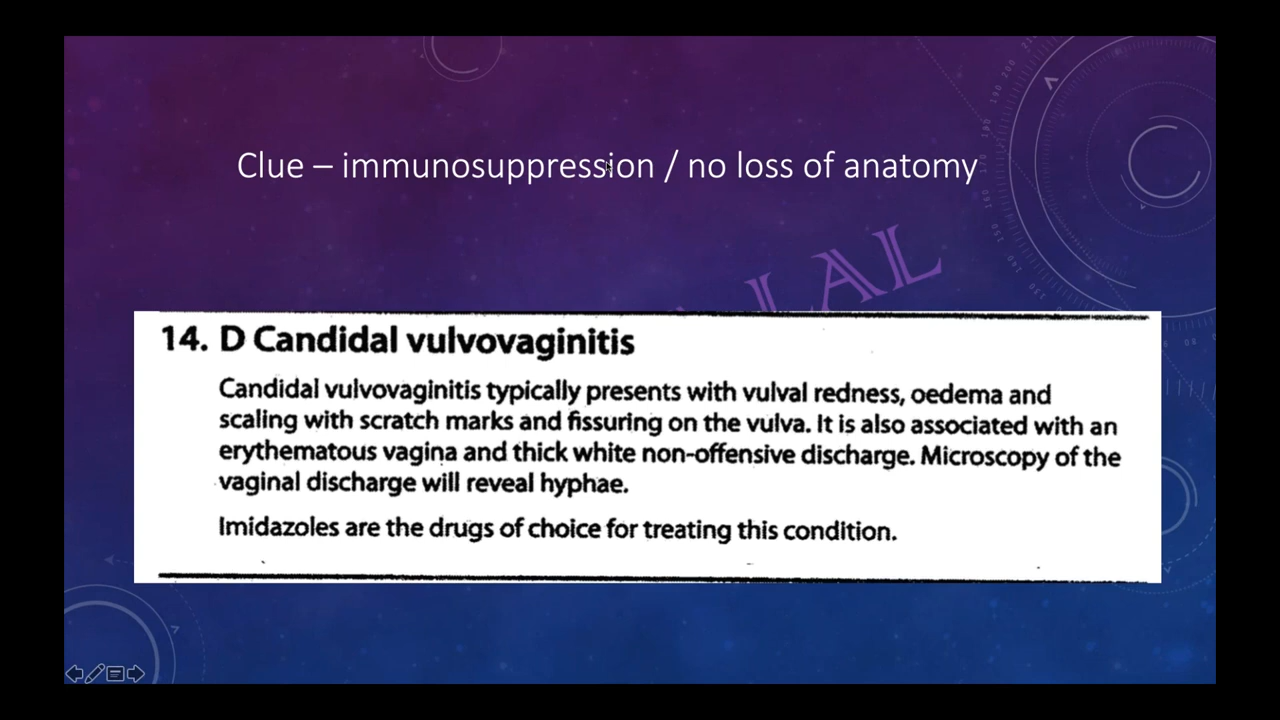 Clue – immunosuppression / no loss of anatomy
LAL
14. D Candidal vulvovaginitis
Candidal vulvovaginitis typically presents with vulval redness, oedema and
scaling with scratch marks and fissuring on the vulva. It is also associated with an
erythematous vagina and thick white non-offensive discharge. Microscopy of the
vaginal discharge will reveal hyphae.
Imidazoles are the drugs of choice for treating this condition.